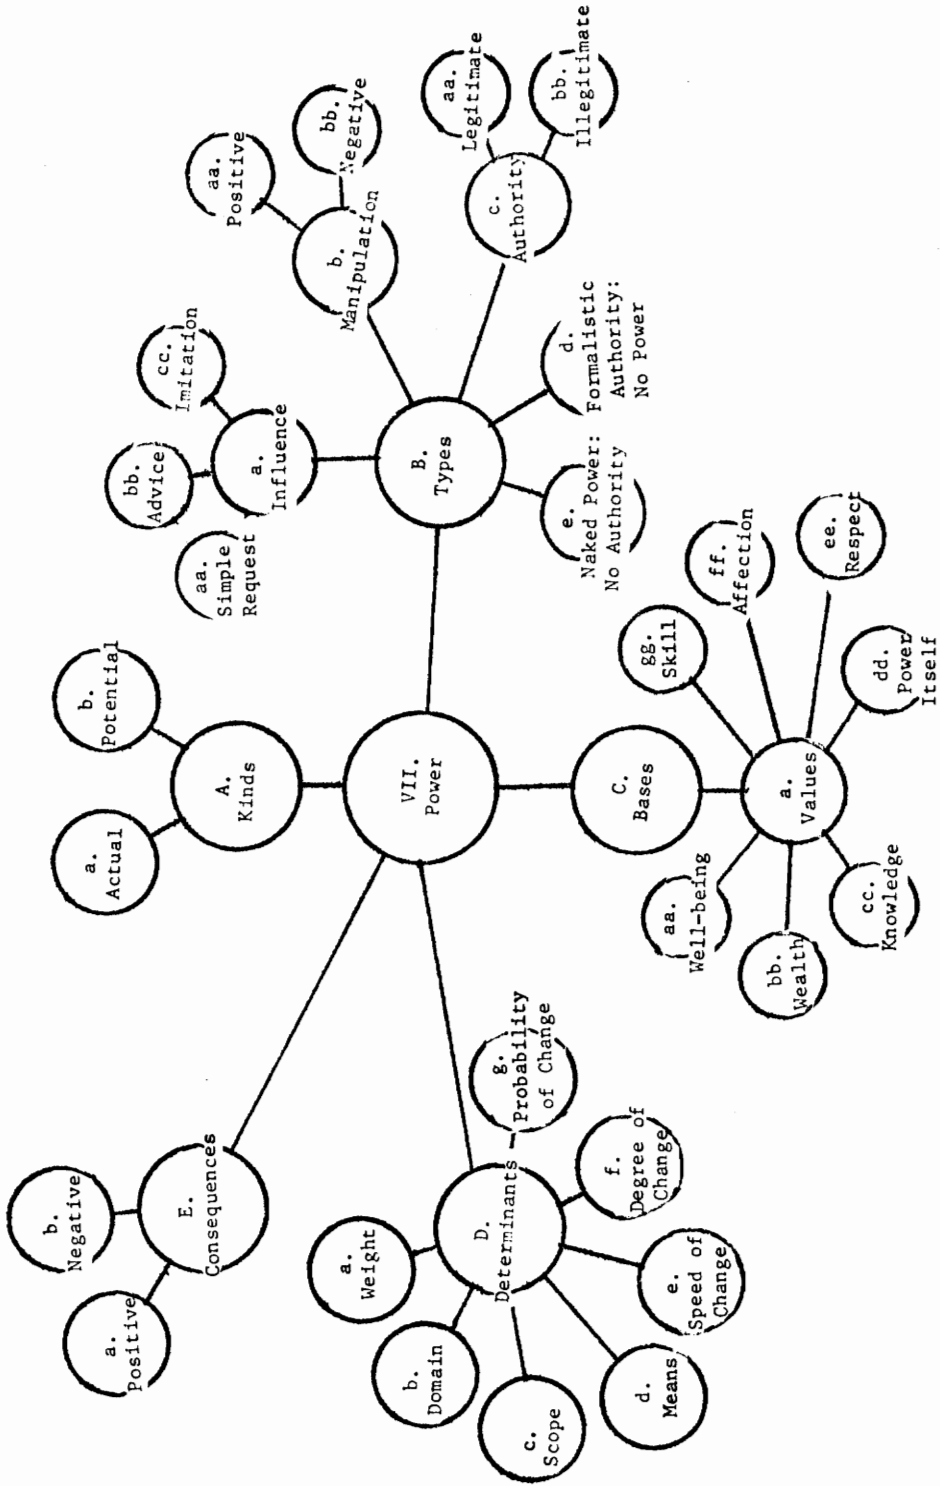 VII.
Power
A.
Kinds
a.
Actual
b.
Potential
B.
Types
a.
Influence
aa.
Simple
Request
bb.
Advice
cc.
Imitation
b.
Manipulation
aa.
Positive
bb.
Negative
c.
Authority
aa.
Legitimate
bb.
Illegitimate
d.
Formalistic
Authority:
No Power
e.
Naked Power:
No Authority
C.
Bases
a.
Values
aa.
Well-being
bb.
Wealth
cc.
Knowledge
dd.
Power
Itself
ee.
Respect
ff.
Affection
gg.
Skill
D.
Determinants
a.
Weight
b.
Domain
c.
Scope
d.
Means
e.
Speed of
Change
f.
Degree of
Change
g.
Probability
of Change
E.
Consequences
a.
Positive
b.
Negative